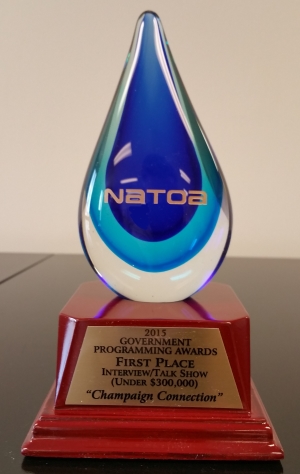 NATOA
2015
GOVERNMENT
PROGRAMMING AWARDS
FIRST PLACE
INTERVIEW/TALK SHOW
(UNDER $300,000)
"Champaign Connection"